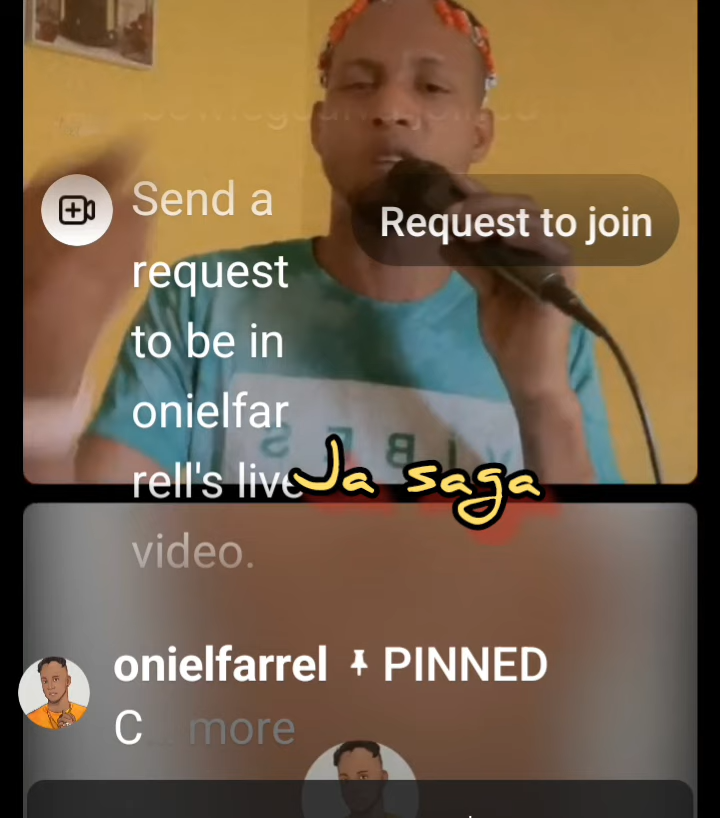 Send a
request
to be in
onielfar
rell's live
video.
Request to join
Ja saga
onielfarrel PINNED
C... more